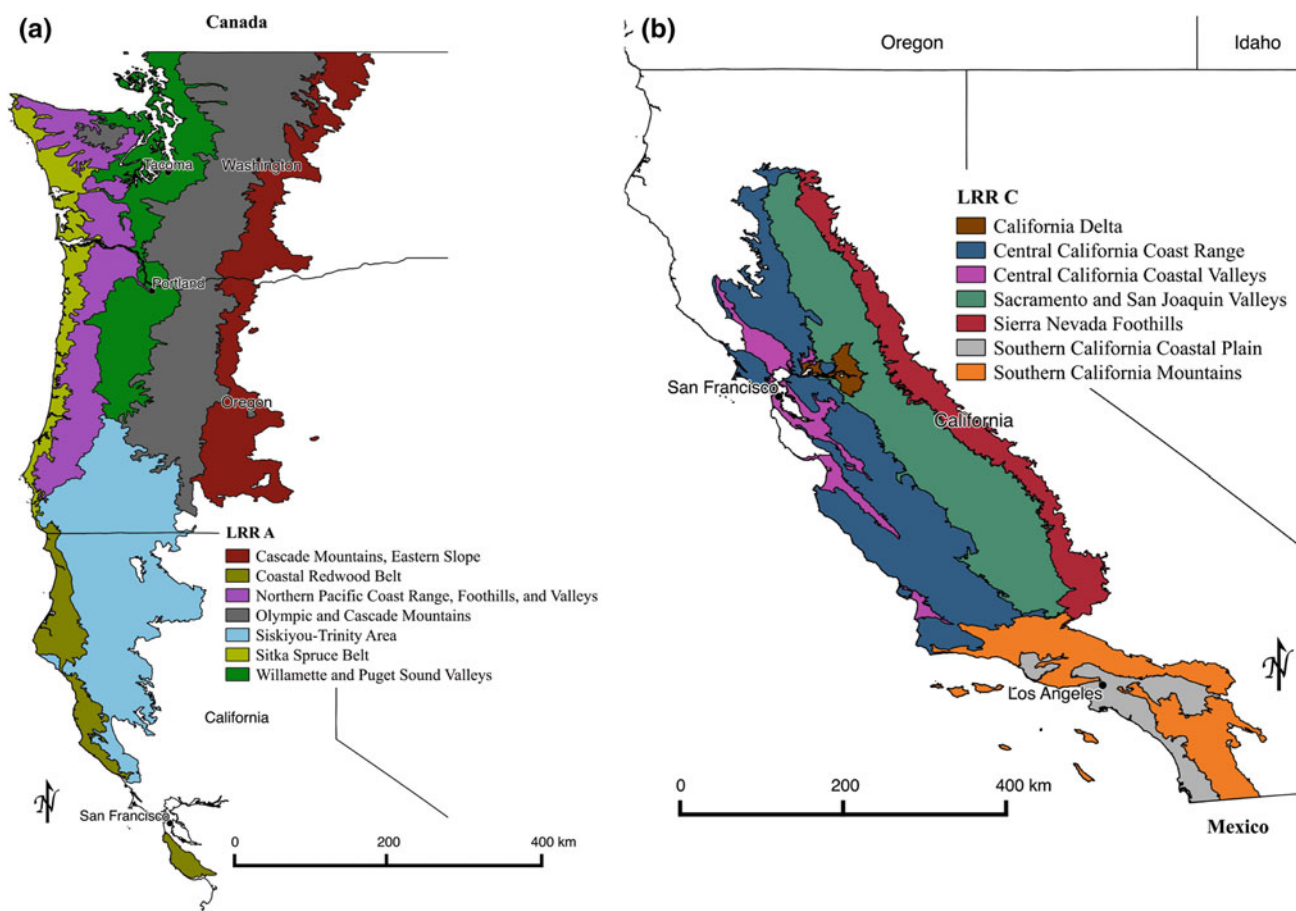 (a)
Canada
Tacoma
Washington
Portland
Oregon
LRR A
Cascade Mountains, Eastern Slope
Coastal Redwood Belt
Northern Pacific Coast Range, Foothills, and Valleys
Olympic and Cascade Mountains
Siskiyou-Trinity Area
Sitka Spruce Belt
Willamette and Puget Sound Valleys
California
N
San Francisco
0 200 400 km
(b)
Oregon
Idaho
LRR C
California Delta
Central California Coast Range
Central California Coastal Valleys
Sacramento and San Joaquin Valleys
Sierra Nevada Foothills
Southern California Coastal Plain
Southern California Mountains
San Francisco
California
N
Los Angeles
0 200 400 km
Mexico